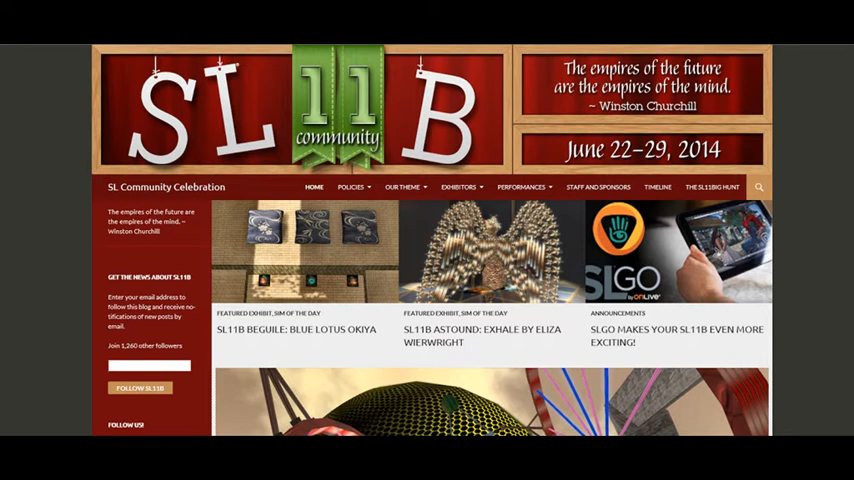 SL 11 B
community
The empires of the future
are the empires of the mind.
~ Winston Churchill
June 22-29, 2014
SL Community Celebration
HOME POLICIES OUR THEME EXHIBITORS PERFORMANCES STAFF AND SPONSORS TIMELINE THE SL11BIG HUNT
The empires of the future are
the empires of the mind. ~
Winston Churchill
GET THE NEWS ABOUT SL11B
Enter your email address to
follow this blog and receive no-
tifications of new posts by
email.
Join 1,260 other followers
FOLLOW SL11B
FOLLOW US!
FEATURED EXHIBIT, SIM OF THE DAY
SL11B BEGUILE: BLUE LOTUS OKIYA
FEATURED EXHIBIT, SIM OF THE DAY
SL11B ASTOUND: EXHALE BY ELIZA
WIERWRIGHT
SLGO
by ONLIVE
ANNOUNCEMENTS
SLGO MAKES YOUR SL11B EVEN MORE
EXCITING!